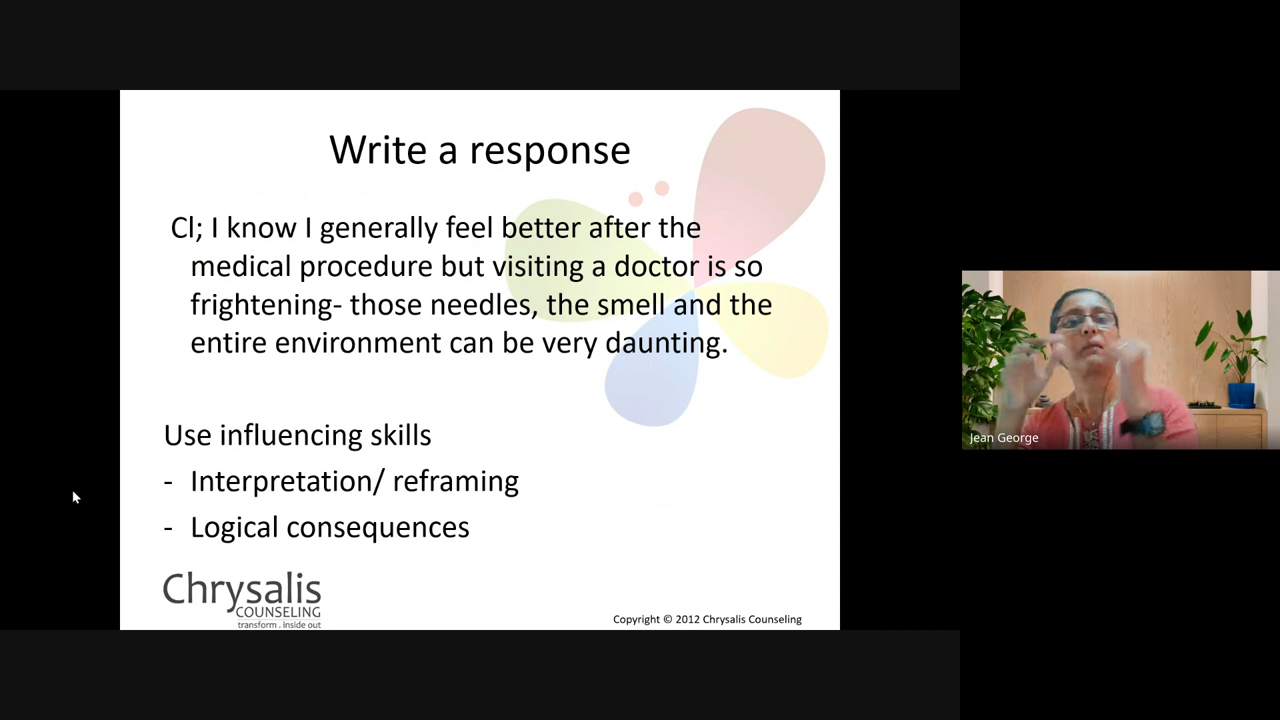 Write a response
Cl; I know I generally feel better after the
medical procedure but visiting a doctor is so
frightening- those needles, the smell and the
entire environment can be very daunting.
Use influencing skills
- Interpretation/ reframing
- Logical consequences
Chrysalis
COUNSELING
transform . inside out
Copyright © 2012 Chrysalis Counseling
Jean George